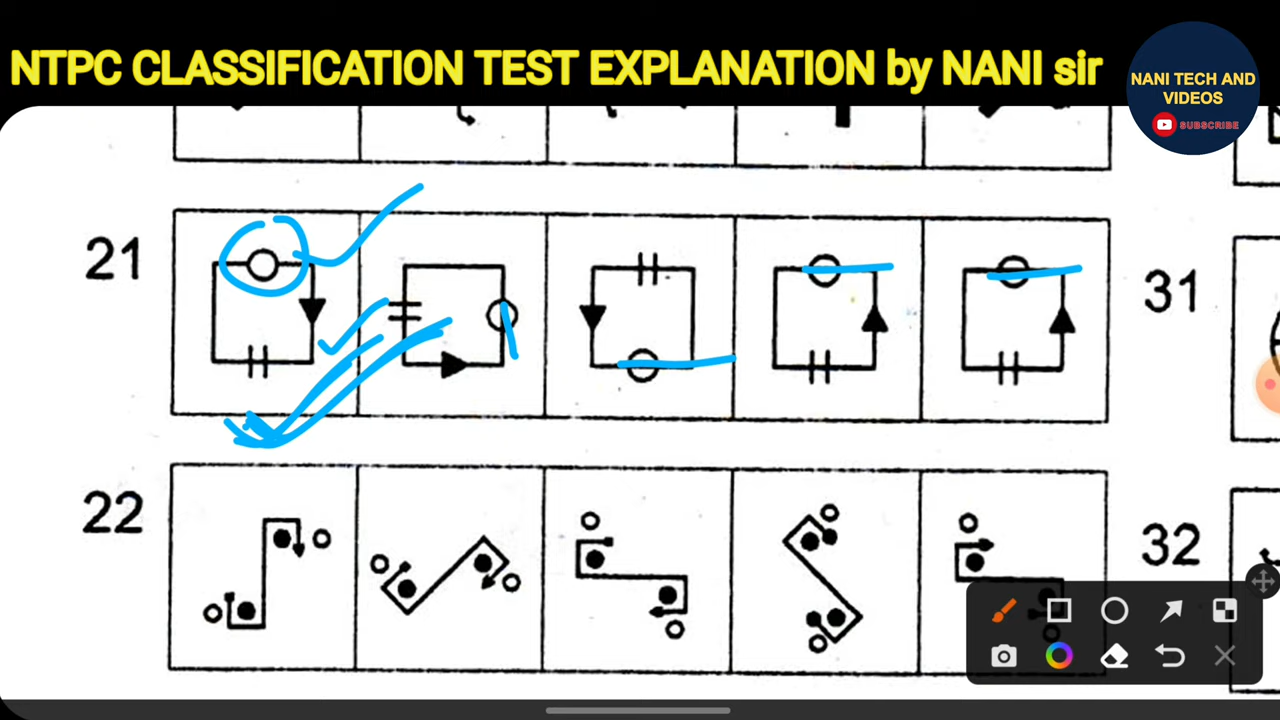 NTPC CLASSIFICATION TEST EXPLANATION by NANI sir
NANI TECH AND
VIDEOS
SUBSCRIBE
21
31
22
32